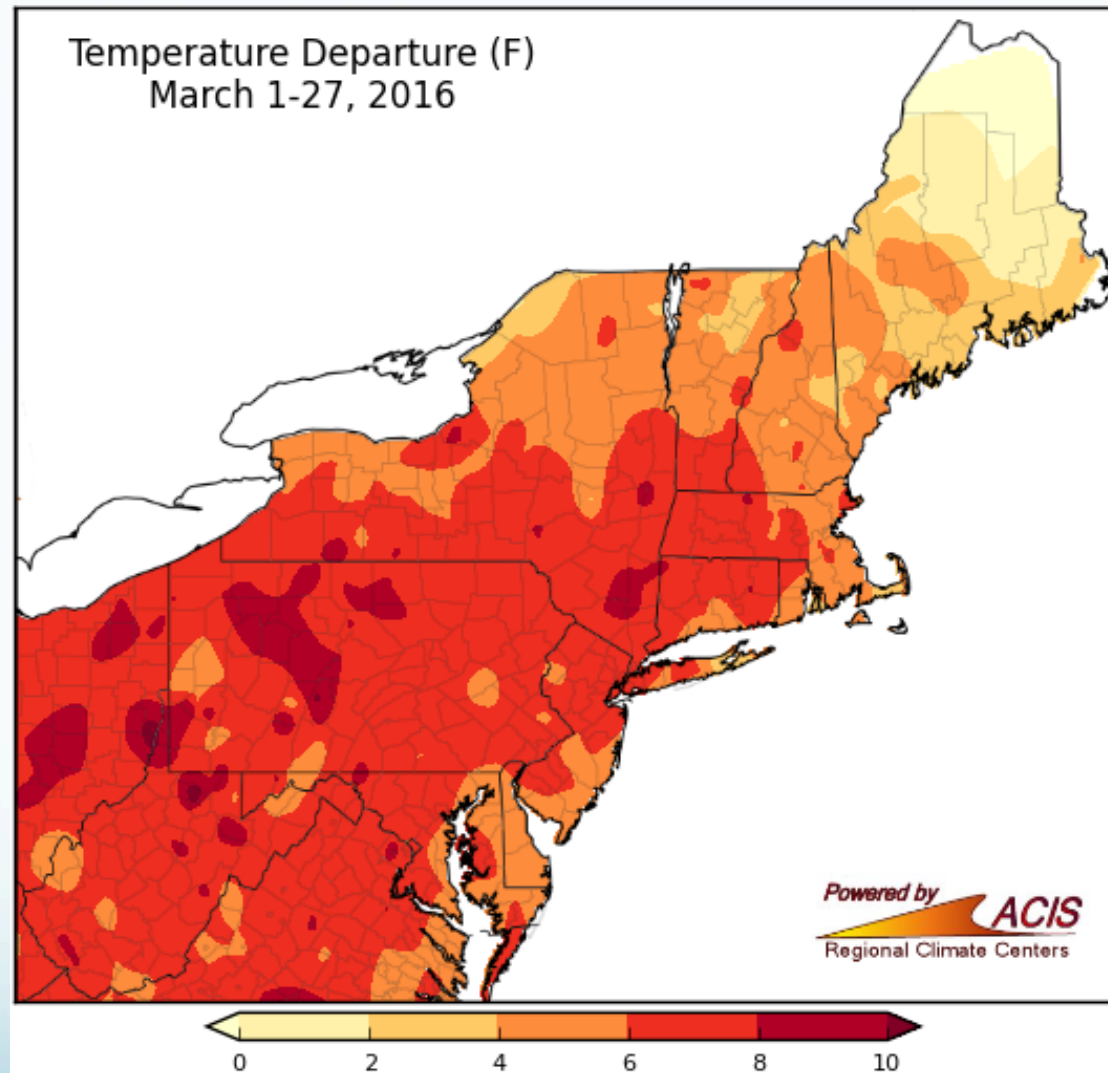 Temperature Departure (F)
March 1-27, 2016
Powered by
ACIS
Regional Climate Centers
0 2 4 6 8 10